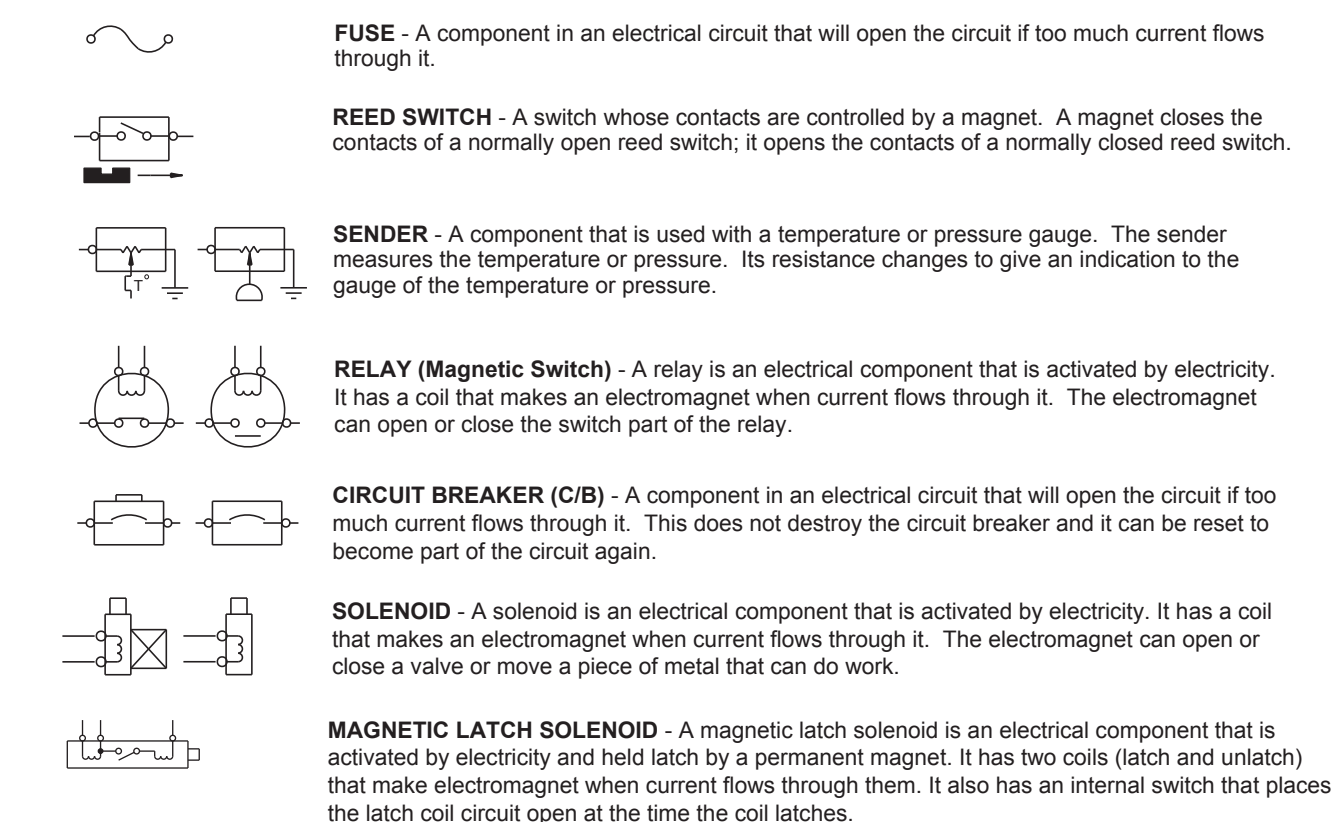 FUSE - A component in an electrical circuit that will open the circuit if too much current flows
through it.
REED SWITCH - A switch whose contacts are controlled by a magnet. A magnet closes the
contacts of a normally open reed switch; it opens the contacts of a normally closed reed switch.
SENDER - A component that is used with a temperature or pressure gauge. The sender
measures the temperature or pressure. Its resistance changes to give an indication to the
gauge of the temperature or pressure.
T°
RELAY (Magnetic Switch) - A relay is an electrical component that is activated by electricity.
It has a coil that makes an electromagnet when current flows through it. The electromagnet
can open or close the switch part of the relay.
CIRCUIT BREAKER (C/B) - A component in an electrical circuit that will open the circuit if too
much current flows through it. This does not destroy the circuit breaker and it can be reset to
become part of the circuit again.
SOLENOID - A solenoid is an electrical component that is activated by electricity. It has a coil
that makes an electromagnet when current flows through it. The electromagnet can open or
close a valve or move a piece of metal that can do work.
MAGNETIC LATCH SOLENOID - A magnetic latch solenoid is an electrical component that is
activated by electricity and held latch by a permanent magnet. It has two coils (latch and unlatch)
that make electromagnet when current flows through them. It also has an internal switch that places
the latch coil circuit open at the time the coil latches.